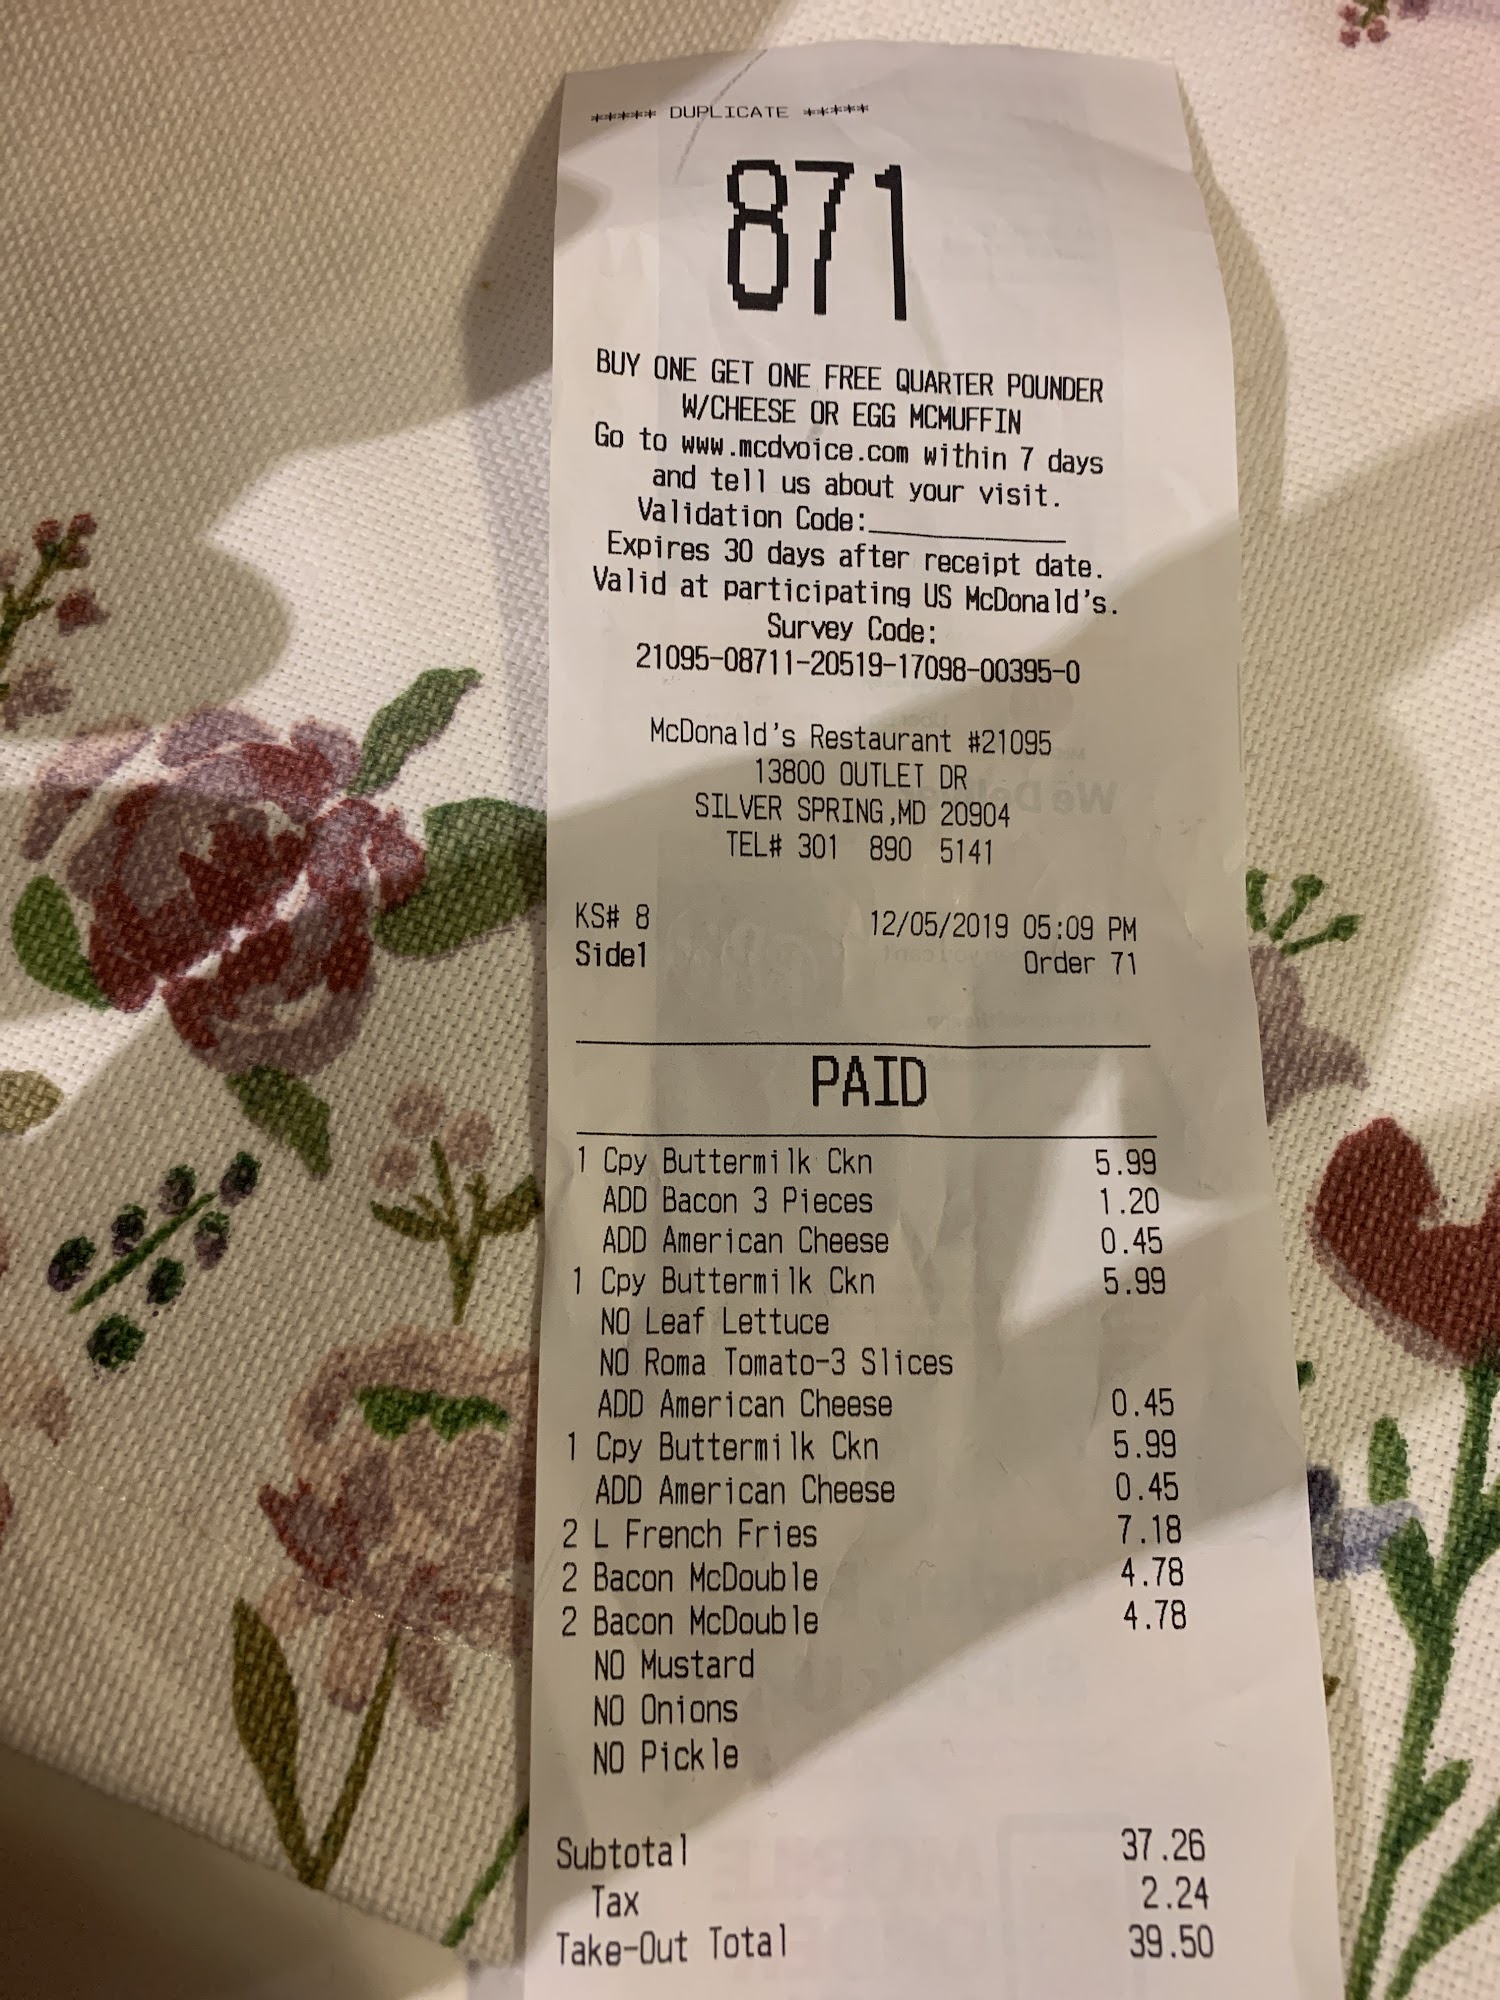 ***** DUPLICATE *****
871
BUY ONE GET ONE FREE QUARTER POUNDER
W/CHEESE OR EGG MCMUFFIN
Go to www.mcdvoice.com within 7 days
and tell us about your visit.
Validation Code:____________
Expires 30 days after receipt date.
Valid at participating US McDonald's.
Survey Code:
21095-08711-20519-17098-00395-0
McDonald's Restaurant #21095
13800 OUTLET DR
SILVER SPRING,MD 20904
TEL# 301 890 5141
KS# 8 12/05/2019 05:09 PM
Side1 Order 71
PAID
1 Cpy Buttermilk Ckn 5.99
ADD Bacon 3 Pieces 1.20
ADD American Cheese 0.45
1 Cpy Buttermilk Ckn 5.99
NO Leaf Lettuce
NO Roma Tomato-3 Slices
ADD American Cheese 0.45
1 Cpy Buttermilk Ckn 5.99
ADD American Cheese 0.45
2 L French Fries 7.18
2 Bacon McDouble 4.78
2 Bacon McDouble 4.78
NO Mustard
NO Onions
NO Pickle
Subtotal 37.26
Tax 2.24
Take-Out Total 39.50